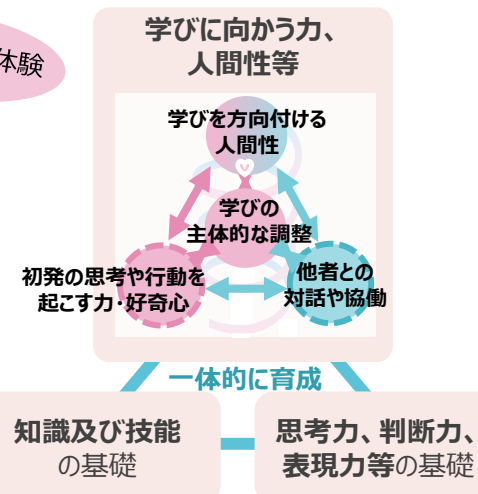 体験
学びに向かう力、
人間性等
学びを方向付ける
人間性
学びの
主体的な調整
初発の思考や行動を
起こす力・好奇心
他者との
対話や協働
一体的に育成
知識及び技能
の基礎
思考力、判断力、
表現力等の基礎